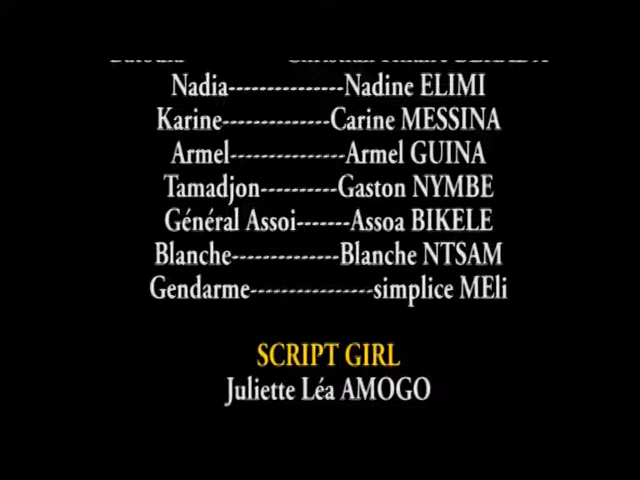 Nadia---------------Nadine ELIMI
Karine--------------Carine MESSINA
Armel---------------Armel GUINA
Tamadjon----------Gaston NYMBE
Général Assoi-------Assoa BIKELE
Blanche--------------Blanche NTSAM
Gendarme----------------simplice MEli
SCRIPT GIRL
Juliette Léa AMOGO